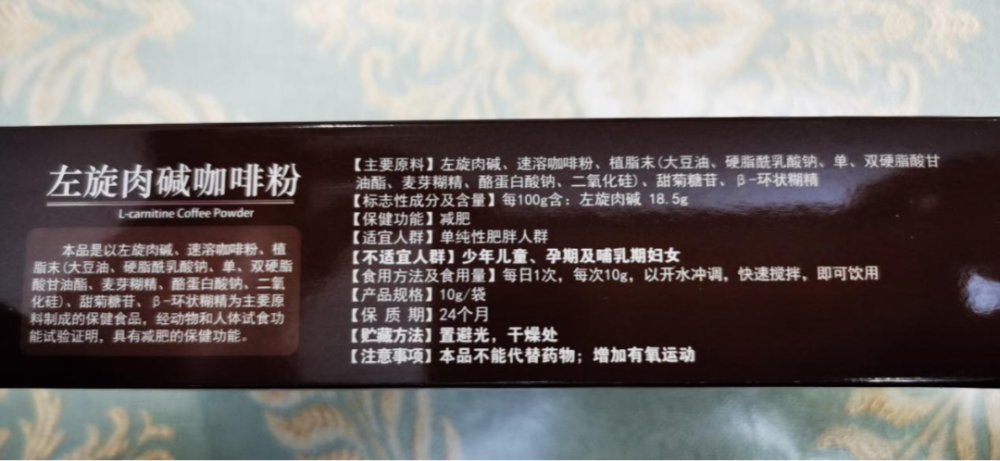 左旋肉碱咖啡粉
L-carnitine Coffee Powder
本品是以左旋肉碱、速溶咖啡粉、植
脂末(大豆油、硬脂酰乳酸钠、单、双硬脂
酸甘油酯、麦芽糊精、酪蛋白酸钠、二氧
化硅)、甜菊糖苷、β-环状糊精为主要原
料制成的保健食品，经动物和人体试食功
能试验证明，具有减肥的保健功能。
【主要原料】左旋肉碱、速溶咖啡粉、植脂末(大豆油、硬脂酰乳酸钠、单、双硬脂酸甘
油酯、麦芽糊精、酪蛋白酸钠、二氧化硅)、甜菊糖苷、β-环状糊精
【标志性成分及含量】每100g含：左旋肉碱 18.5g
【保健功能】减肥
【适宜人群】单纯性肥胖人群
【不适宜人群】少年儿童、孕期及哺乳期妇女
【食用方法及食用量】每日1次，每次10g，以开水冲调，快速搅拌，即可饮用
【产品规格】10g/袋
【保 质 期】24个月
【贮藏方法】置避光，干燥处
【注意事项】本品不能代替药物；增加有氧运动